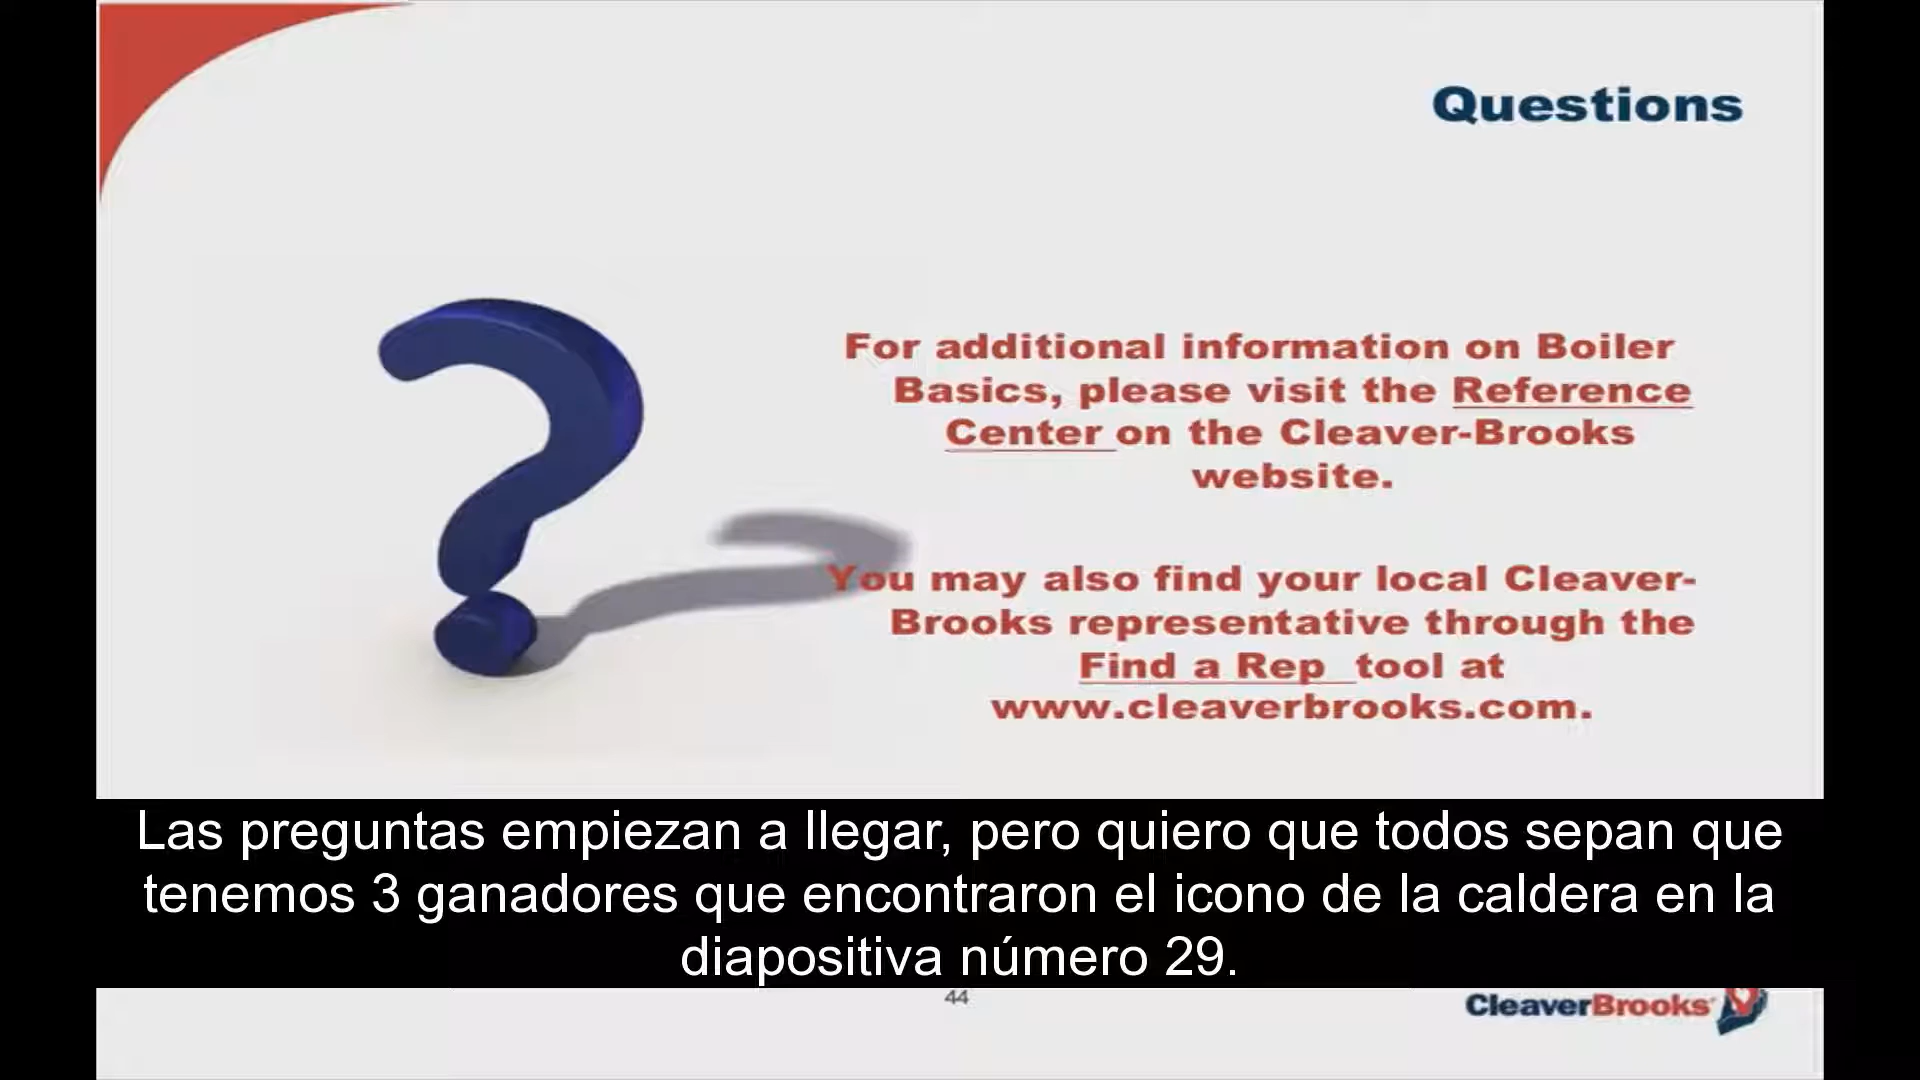 Questions
For additional information on Boiler
Basics, please visit the Reference
Center on the Cleaver-Brooks
website.
You may also find your local Cleaver-
Brooks representative through the
Find a Rep tool at
www.cleaverbrooks.com.
Las preguntas empiezan a llegar, pero quiero que todos sepan que
tenemos 3 ganadores que encontraron el icono de la caldera en la
diapositiva número 29.
44
CleaverBrooks